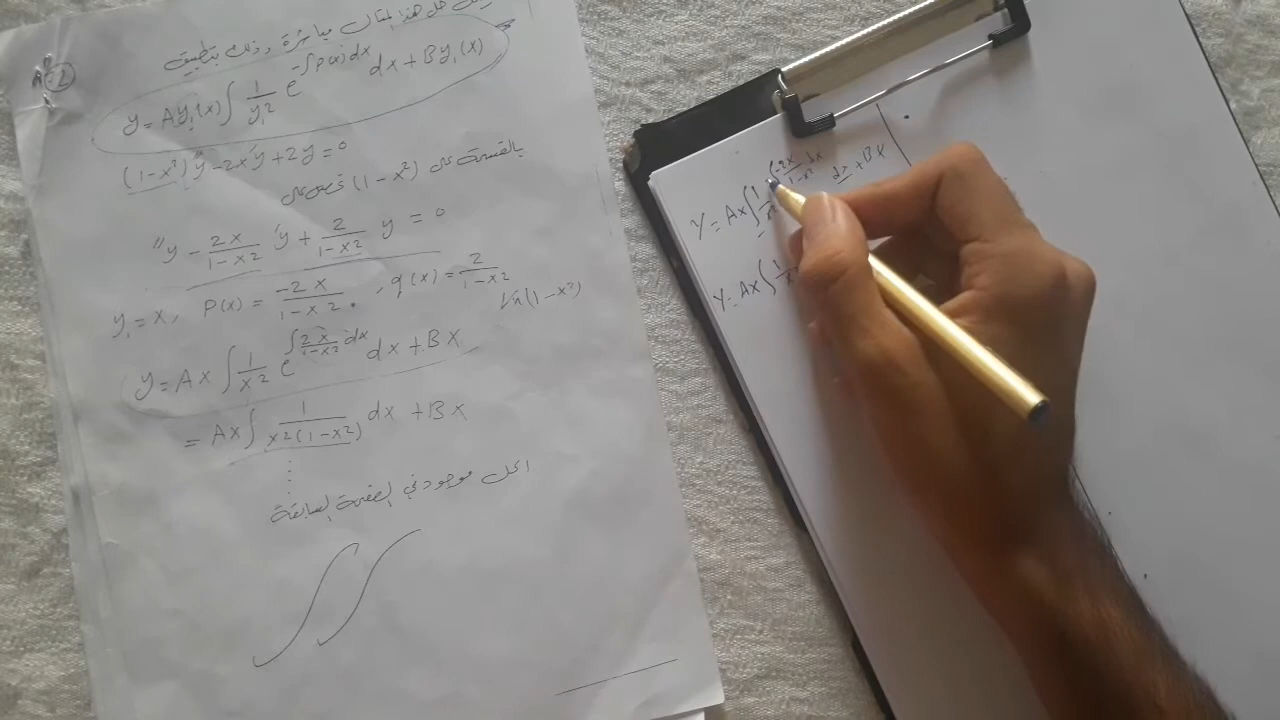 حل هذا المثال مباشرة وذلك بتطبيق
y = Ay₁(x) ∫ 1/y₁² e^(-∫p(x)dx) dx + By₁(x)
(1-x²)y″ - 2xy′ + 2y = 0
بالقسمة على (1-x²) نحصل على
y″ - 2x/(1-x²) y′ + 2/(1-x²) y = 0
y₁ = x, p(x) = -2x/(1-x²), q(x) = 2/(1-x²)
(1-x²)
y = Ax ∫ 1/x² e^(∫2x/(1-x²) dx) dx + Bx
= Ax ∫ 1/(x²(1-x²)) dx + Bx
الحل موجود في الصفحة السابقة
y = Ax ∫ 1/x² ∫ -2x/(1-x²) dx dx + Bx
y = Ax ∫ 1/x